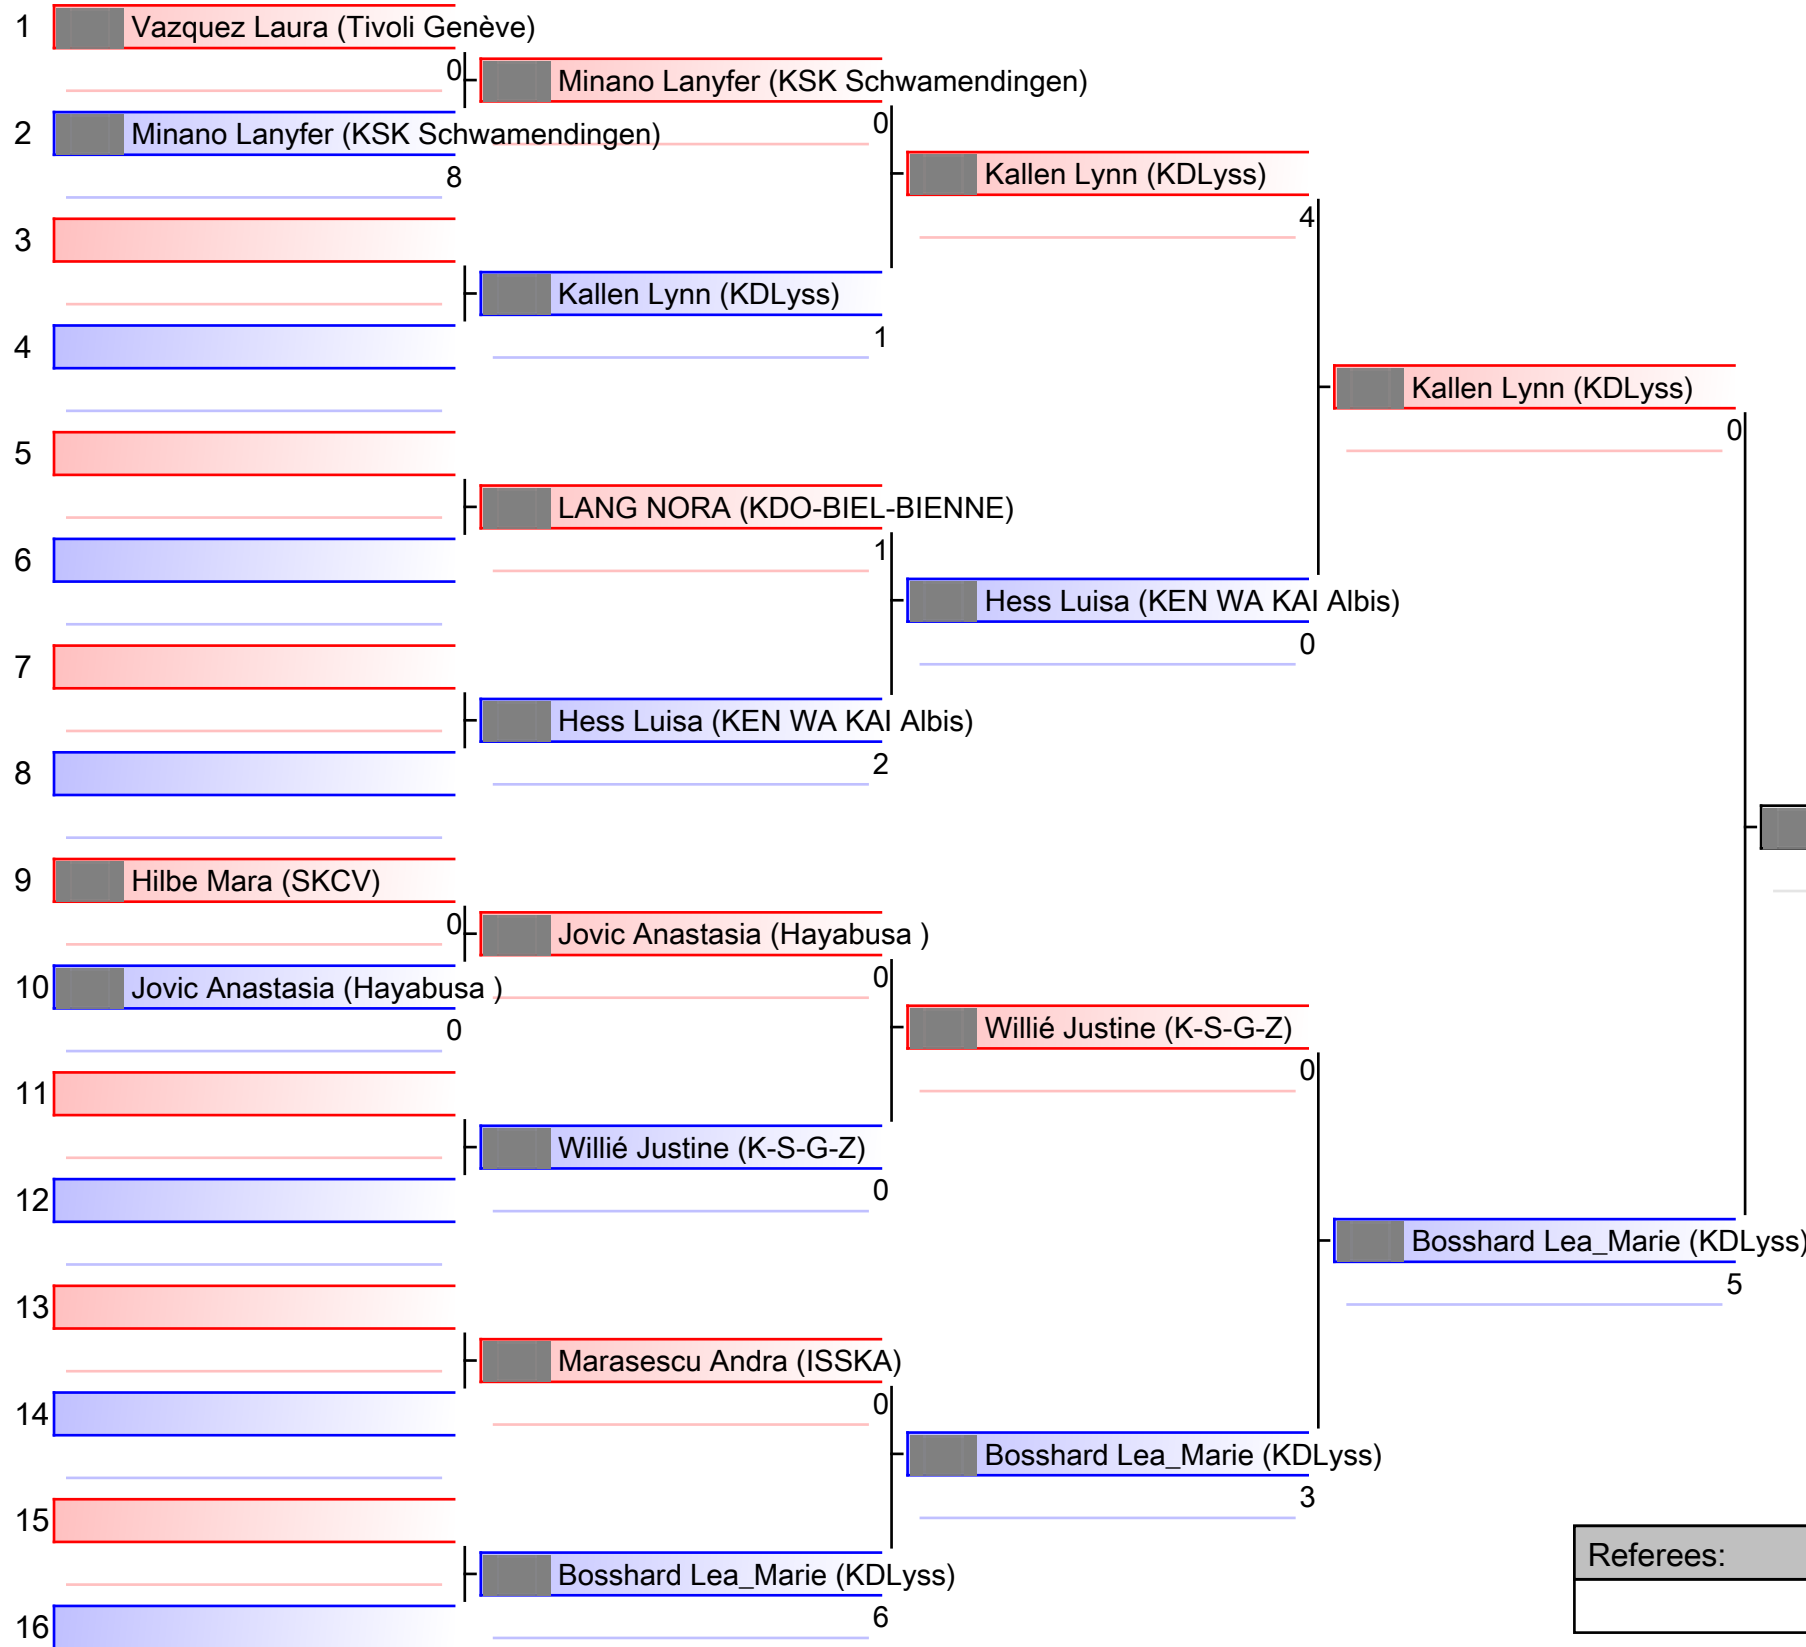 1 Vazquez Laura (Tivoli Genève)
0
2 Minano Lanyfer (KSK Schwamendingen)
8
3
4
5
6
7
8
9 Hilbe Mara (SKCV)
0
10 Jovic Anastasia (Hayabusa )
0
11
12
13
14
15
16
Minano Lanyfer (KSK Schwamendingen)
0
Kallen Lynn (KDLyss)
1
LANG NORA (KDO-BIEL-BIENNE)
1
Hess Luisa (KEN WA KAI Albis)
2
Jovic Anastasia (Hayabusa )
0
Willié Justine (K-S-G-Z)
0
Marasescu Andra (ISSKA)
0
Bosshard Lea_Marie (KDLyss)
6
Kallen Lynn (KDLyss)
4
Hess Luisa (KEN WA KAI Albis)
0
Willié Justine (K-S-G-Z)
0
Bosshard Lea_Marie (KDLyss)
3
Kallen Lynn (KDLyss)
0
Bosshard Lea_Marie (KDLyss)
5
Referees: